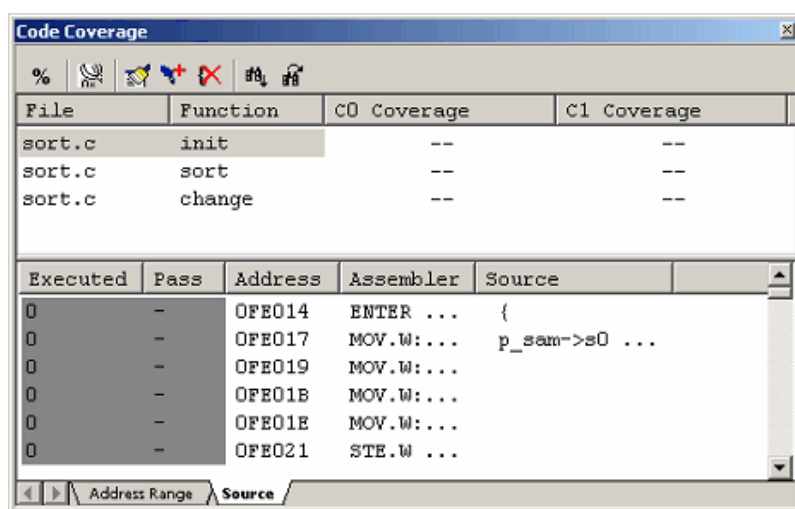 Code Coverage
%
File Function C0 Coverage C1 Coverage
sort.c init -- --
sort.c sort -- --
sort.c change -- --
Executed Pass Address Assembler Source
0 - 0FE014 ENTER ... {
0 - 0FE017 MOV.W:... p_sam->s0 ...
0 - 0FE019 MOV.W:...
0 - 0FE01B MOV.W:...
0 - 0FE01E MOV.W:...
0 - 0FE021 STE.W ...
Address Range Source